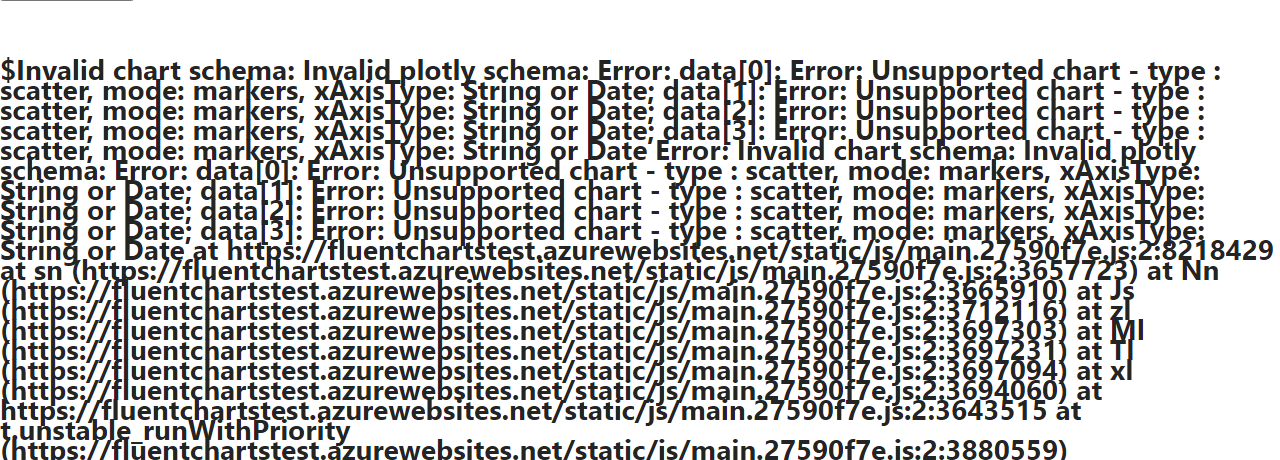 $Invalid chart schema: Invalid plotly schema: Error: data[0]: Error: Unsupported chart - type :
scatter, mode: markers, xAxisType: String or Date; data[1]: Error: Unsupported chart - type :
scatter, mode: markers, xAxisType: String or Date; data[2]: Error: Unsupported chart - type :
scatter, mode: markers, xAxisType: String or Date; data[3]: Error: Unsupported chart - type :
scatter, mode: markers, xAxisType: String or Date Error: Invalid chart schema: Invalid plotly
schema: Error: data[0]: Error: Unsupported chart - type : scatter, mode: markers, xAxisType:
String or Date; data[1]: Error: Unsupported chart - type : scatter, mode: markers, xAxisType:
String or Date; data[2]: Error: Unsupported chart - type : scatter, mode: markers, xAxisType:
String or Date; data[3]: Error: Unsupported chart - type : scatter, mode: markers, xAxisType:
String or Date at https://fluentchartstest.azurewebsites.net/static/js/main.27590f7e.js:2:8218429
at sn (https://fluentchartstest.azurewebsites.net/static/js/main.27590f7e.js:2:3657723) at Nn
(https://fluentchartstest.azurewebsites.net/static/js/main.27590f7e.js:2:3665910) at Js
(https://fluentchartstest.azurewebsites.net/static/js/main.27590f7e.js:2:3712116) at zl
(https://fluentchartstest.azurewebsites.net/static/js/main.27590f7e.js:2:3697303) at Ml
(https://fluentchartstest.azurewebsites.net/static/js/main.27590f7e.js:2:3697231) at Tl
(https://fluentchartstest.azurewebsites.net/static/js/main.27590f7e.js:2:3697094) at xl
(https://fluentchartstest.azurewebsites.net/static/js/main.27590f7e.js:2:3694060) at
https://fluentchartstest.azurewebsites.net/static/js/main.27590f7e.js:2:3643515 at
t.unstable_runWithPriority
(https://fluentchartstest.azurewebsites.net/static/js/main.27590f7e.js:2:3880559)